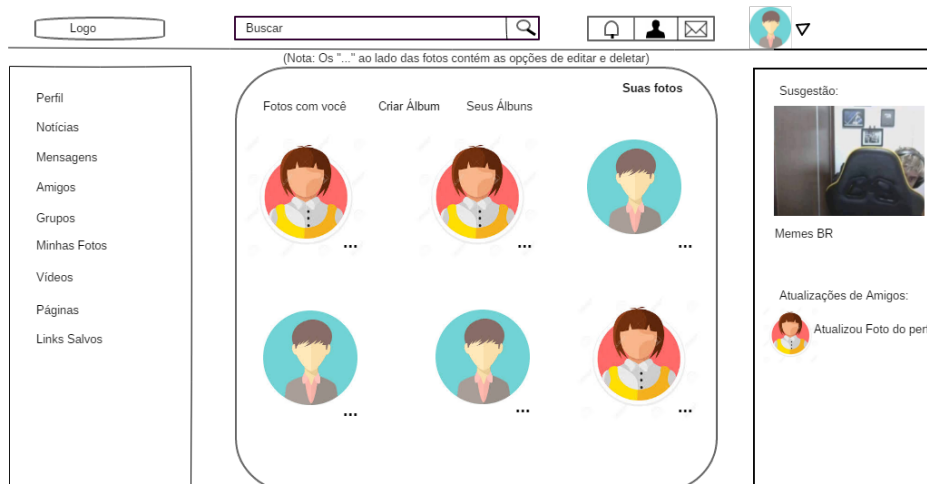 Logo
Buscar
(Nota: Os "..." ao lado das fotos contém as opções de editar e deletar)
Perfil
Notícias
Mensagens
Amigos
Grupos
Minhas Fotos
Vídeos
Páginas
Links Salvos
Suas fotos
Fotos com você Criar Álbum Seus Álbuns
...
...
...
...
...
...
Susgestão:
Memes BR
Atualizações de Amigos:
Atualizou Foto do perf